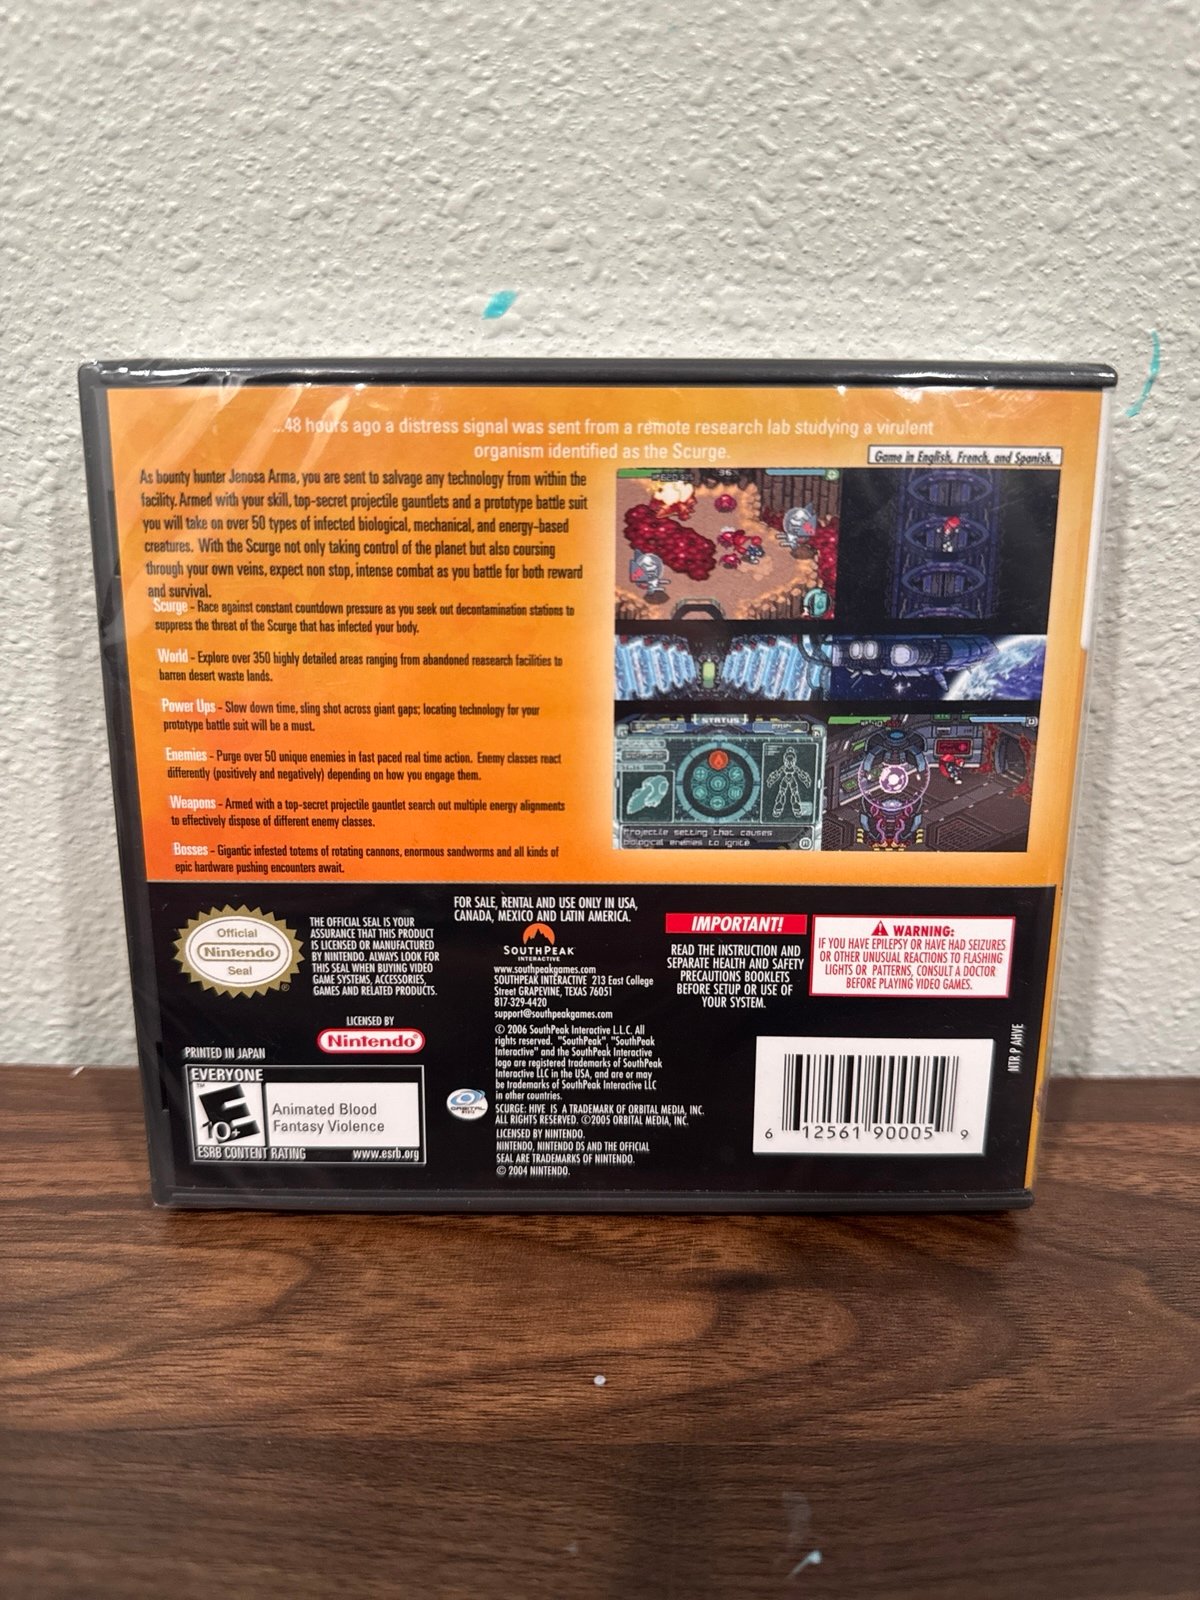 ...48 hours ago a distress signal was sent from a remote research lab studying a virulent
organism identified as the Scurge.
Game in English, French, and Spanish.
As bounty hunter Jenosa Arma, you are sent to salvage any technology from within the
facility. Armed with your skill, top-secret projectile gauntlets and a prototype battle suit
you will take on over 50 types of infected biological, mechanical, and energy-based
creatures. With the Scurge not only taking control of the planet but also coursing
through your own veins, expect non stop, intense combat as you battle for both reward
and survival.
Scurge - Race against constant countdown pressure as you seek out decontamination stations to
suppress the threat of the Scurge that has infected your body.
World - Explore over 350 highly detailed areas ranging from abandoned reasearch facilities to
barren desert waste lands.
Power Ups - Slow down time, sling shot across giant gaps; locating technology for your
prototype battle suit will be a must.
Enemies - Purge over 50 unique enemies in fast paced real time action. Enemy classes react
differently (positively and negatively) depending on how you engage them.
Weapons - Armed with a top-secret projectile gauntlet search out multiple energy alignments
to effectively dispose of different enemy classes.
Bosses - Gigantic infested totems of rotating cannons, enormous sandworms and all kinds of
epic hardware pushing encounters await.
STATUS
Projectile setting that causes
biological enemies to ignite
Official
Nintendo
Seal
®
THE OFFICIAL SEAL IS YOUR
ASSURANCE THAT THIS PRODUCT
IS LICENSED OR MANUFACTURED
BY NINTENDO. ALWAYS LOOK FOR
THIS SEAL WHEN BUYING VIDEO
GAME SYSTEMS, ACCESSORIES,
GAMES AND RELATED PRODUCTS.
LICENSED BY
Nintendo
PRINTED IN JAPAN
EVERYONE
TM
E
10+
Animated Blood
Fantasy Violence
ESRB CONTENT RATING www.esrb.org
FOR SALE, RENTAL AND USE ONLY IN USA,
CANADA, MEXICO AND LATIN AMERICA.
SOUTHPEAK
INTERACTIVE
www.southpeakgames.com
SOUTHPEAK INTERACTIVE 213 East College
Street GRAPEVINE, TEXAS 76051
817-329-4420
support@southpeakgames.com
© 2006 SouthPeak Interactive L.L.C. All
rights reserved. "SouthPeak", "SouthPeak
Interactive" and the SouthPeak Interactive
logo are registered trademarks of SouthPeak
Interactive LLC in the USA, and are or may
be trademarks of SouthPeak Interactive LLC
in other countries.
ORBITAL
SCURGE: HIVE IS A TRADEMARK OF ORBITAL MEDIA, INC.
ALL RIGHTS RESERVED. ©2005 ORBITAL MEDIA, INC.
LICENSED BY NINTENDO.
NINTENDO, NINTENDO DS AND THE OFFICIAL
SEAL ARE TRADEMARKS OF NINTENDO.
© 2004 NINTENDO.
IMPORTANT!
READ THE INSTRUCTION AND
SEPARATE HEALTH AND SAFETY
PRECAUTIONS BOOKLETS
BEFORE SETUP OR USE OF
YOUR SYSTEM.
WARNING:
IF YOU HAVE EPILEPSY OR HAVE HAD SEIZURES
OR OTHER UNUSUAL REACTIONS TO FLASHING
LIGHTS OR PATTERNS, CONSULT A DOCTOR
BEFORE PLAYING VIDEO GAMES.
6 12561 90005 9
NTR P AHVE